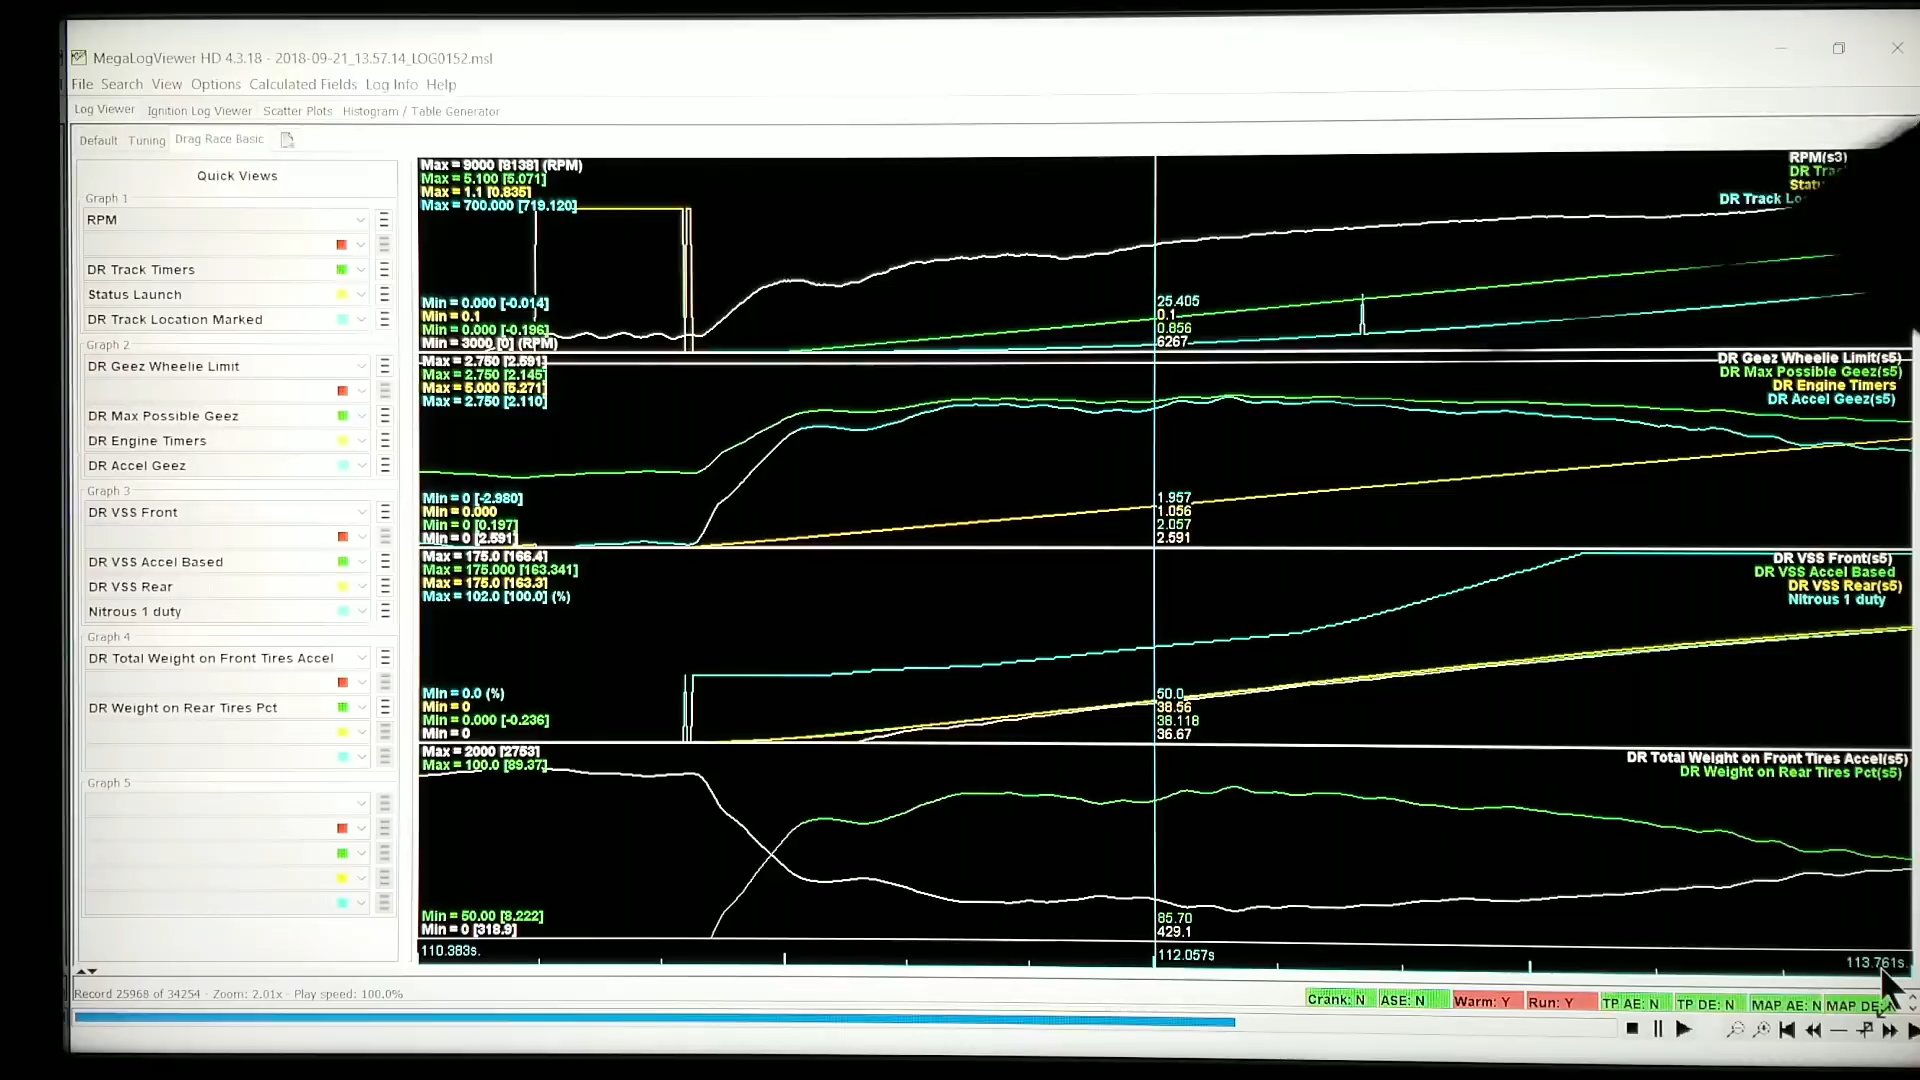 MegaLogViewer HD 4.3.18 - 2018-09-21_13.57.14_LOG0152.msl
File Search View Options Calculated Fields Log Info Help
Log Viewer Ignition Log Viewer Scatter Plots Histogram / Table Generator
Default Tuning Drag Race Basic
Quick Views
Graph 1
RPM
DR Track Timers
Status Launch
DR Track Location Marked
Graph 2
DR Geez Wheelie Limit
DR Max Possible Geez
DR Engine Timers
DR Accel Geez
Graph 3
DR VSS Front
DR VSS Accel Based
DR VSS Rear
Nitrous 1 duty
Graph 4
DR Total Weight on Front Tires Accel
DR Weight on Rear Tires Pct
Graph 5
Max = 9000 [8138] (RPM)
Max = 5.100 [5.071]
Max = 1.1 [0.835]
Max = 700.000 [719.120]
RPM(s3)
DR Trac
Statu
DR Track Lo
Min = 0.000 [-0.014]
Min = 0.1
Min = 0.000 [-0.196]
Min = 3000 [0] (RPM)
25.405
0.1
0.856
6267
Max = 2.750 [2.591]
Max = 2.750 [2.145]
Max = 5.000 [5.271]
Max = 2.750 [2.110]
DR Geez Wheelie Limit(s5)
DR Max Possible Geez(s5)
DR Engine Timers
DR Accel Geez(s5)
Min = 0 [-2.980]
Min = 0.000
Min = 0 [0.197]
Min = 0 [2.591]
1.957
1.056
2.057
2.591
Max = 175.0 [166.4]
Max = 175.000 [163.341]
Max = 175.0 [163.3]
Max = 102.0 [100.0] (%)
DR VSS Front(s5)
DR VSS Accel Based
DR VSS Rear(s5)
Nitrous 1 duty
Min = 0.0 (%)
Min = 0
Min = 0.000 [-0.236]
Min = 0
50.0
38.56
38.118
36.67
Max = 2000 [2753]
Max = 100.0 [89.37]
DR Total Weight on Front Tires Accel(s5)
DR Weight on Rear Tires Pct(s5)
Min = 50.00 [8.222]
Min = 0 [318.9]
85.70
429.1
110.383s.
112.057s
113.761s.
Record 25968 of 34254 - Zoom: 2.01x - Play speed: 100.0%
Crank: N ASE: N Warm: Y Run: Y TP AE: N TP DE: N MAP AE: N MAP DE: